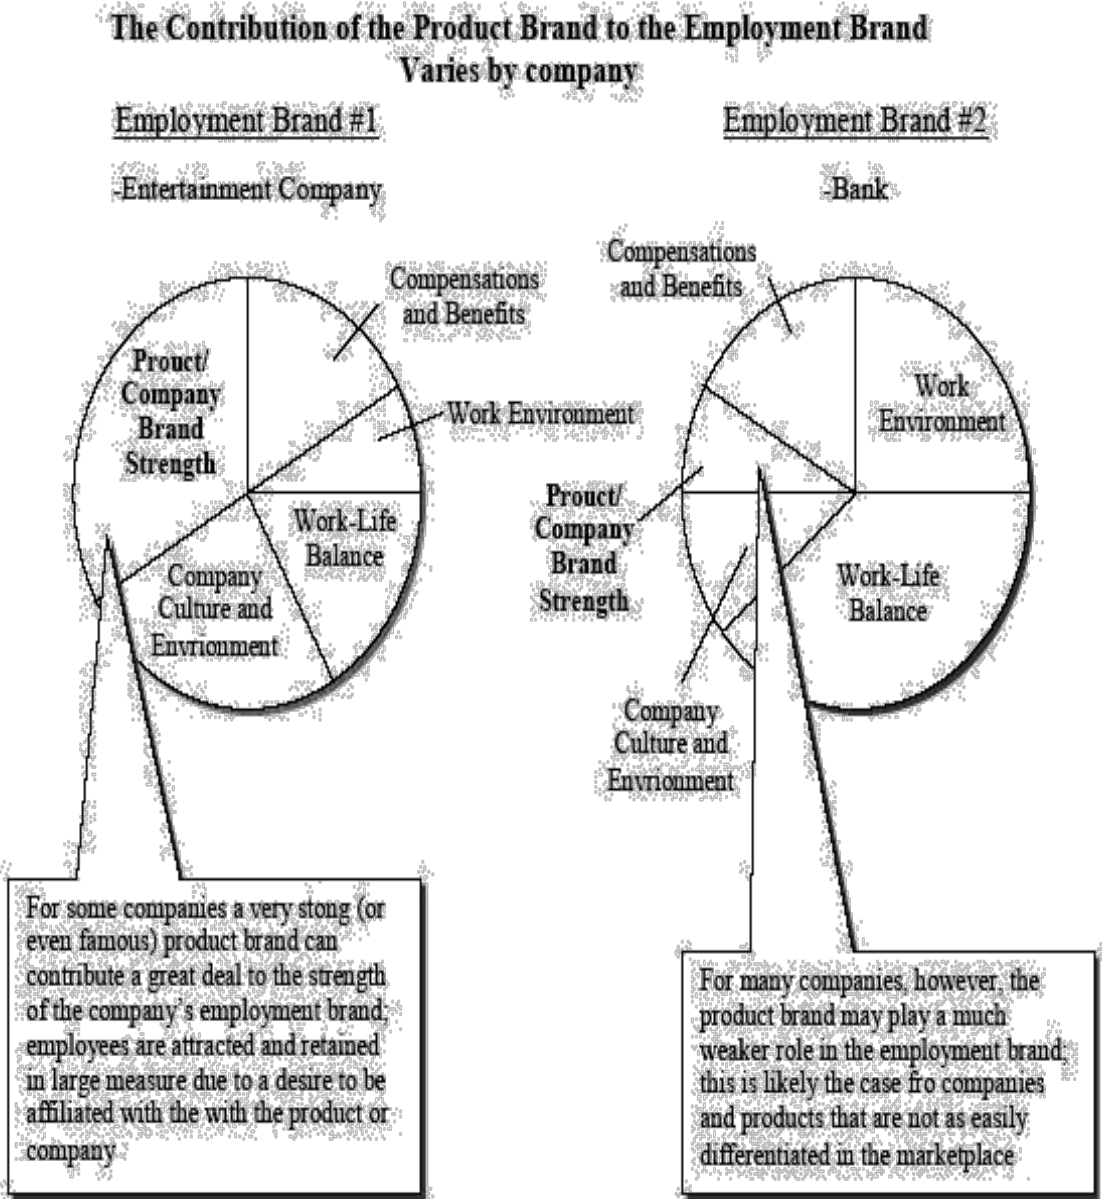 The Contribution of the Product Brand to the Employment Brand
Varies by company
Employment Brand #1
-Entertainment Company
Compensations
and Benefits
Prouct/
Company
Brand
Strength
Work Environment
Work-Life
Balance
Company
Culture and
Envrionment
For some companies a very stong (or
even famous) product brand can
contribute a great deal to the strength
of the company's employment brand;
employees are attracted and retained
in large measure due to a desire to be
affiliated with the with the product or
company
Employment Brand #2
-Bank
Compensations
and Benefits
Work
Environment
Prouct/
Company
Brand
Strength
Work-Life
Balance
Company
Culture and
Envrionment
For many companies, however, the
product brand may play a much
weaker role in the employment brand;
this is likely the case fro companies
and products that are not as easily
differentiated in the marketplace